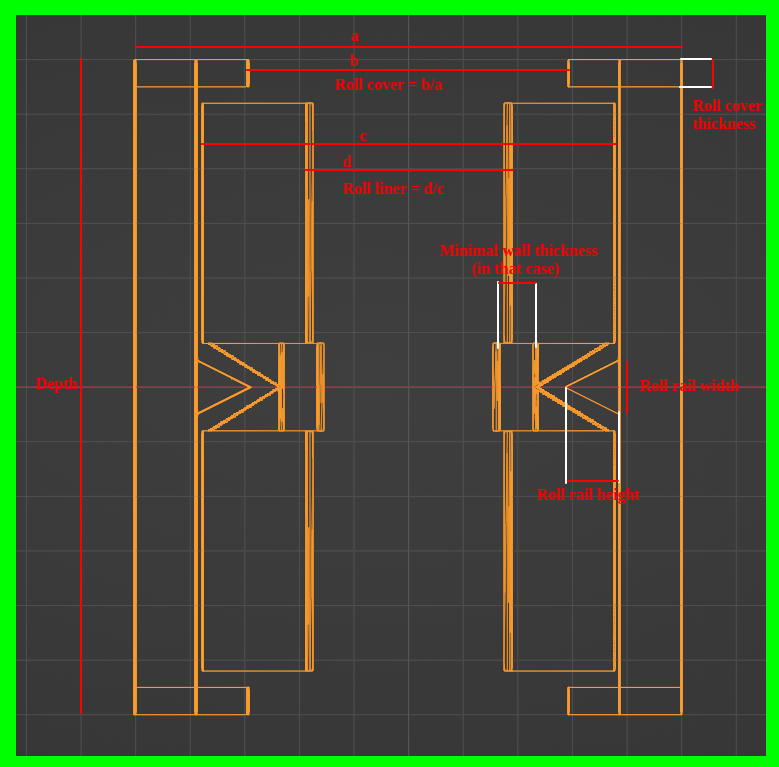 a
b
Roll cover = b/a
Roll cover
thickness
c
d
Roll liner = d/c
Minimal wall thickness
(in that case)
Depth
Roll rail width
Roll rail height